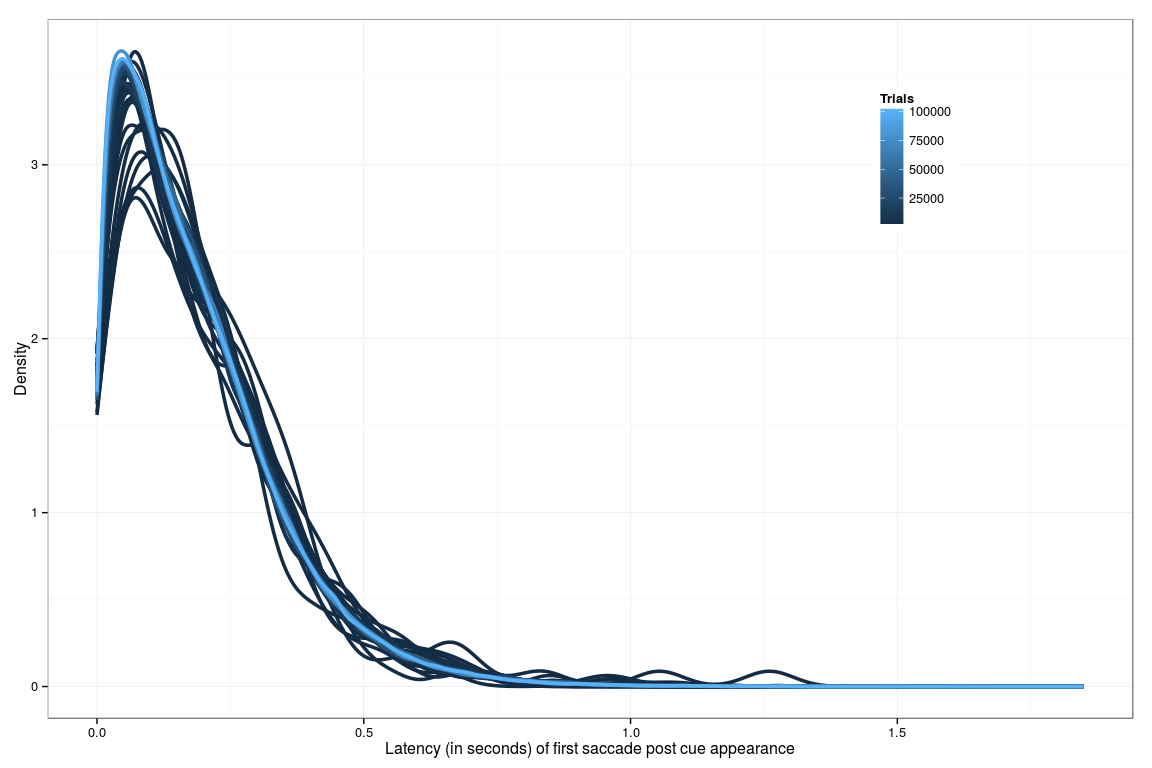 Trials
100000
75000
50000
25000
3
2
1
0
Density
0.0 0.5 1.0 1.5
Latency (in seconds) of first saccade post cue appearance